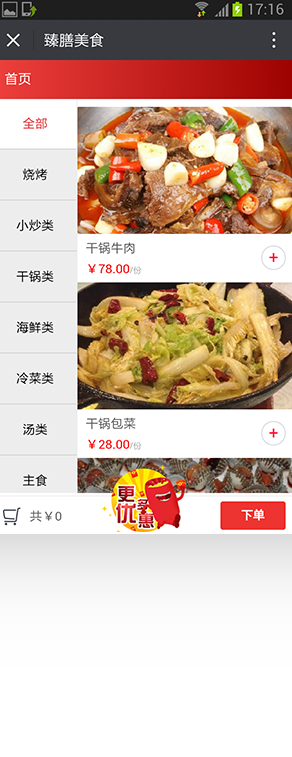 17:16
臻膳美食
首页
全部
烧烤
小炒类
干锅类
海鲜类
冷菜类
汤类
主食
干锅牛肉
￥78.00/份
干锅包菜
￥28.00/份
共￥0
更多
优惠
下单